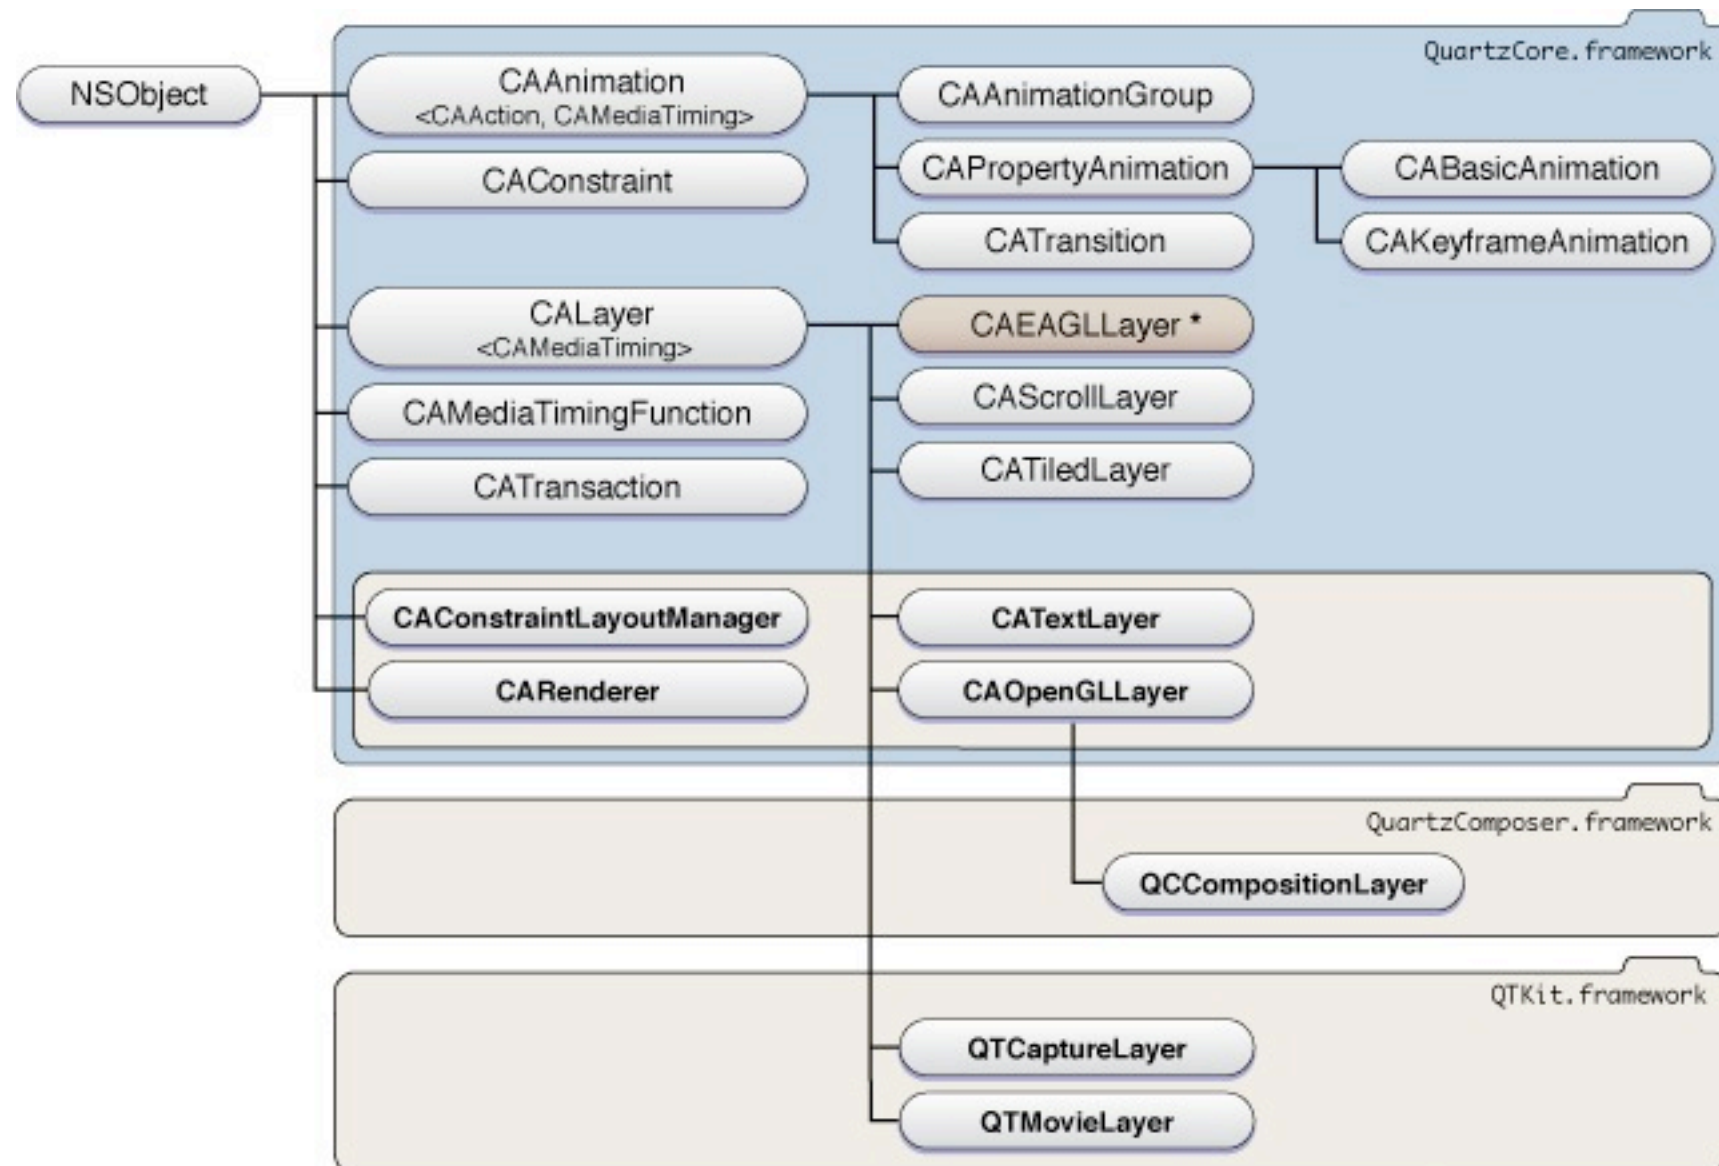 QuartzCore.framework
NSObject
CAAnimation
<CAAction, CAMediaTiming>
CAAnimationGroup
CAConstraint
CAPropertyAnimation
CABasicAnimation
CATransition
CAKeyframeAnimation
CALayer
<CAMediaTiming>
CAEAGLLayer *
CAMediaTimingFunction
CAScrollLayer
CATransaction
CATiledLayer
CAConstraintLayoutManager
CATextLayer
CARenderer
CAOpenGLLayer
QuartzComposer.framework
QCCompositionLayer
QTKit.framework
QTCaptureLayer
QTMovieLayer